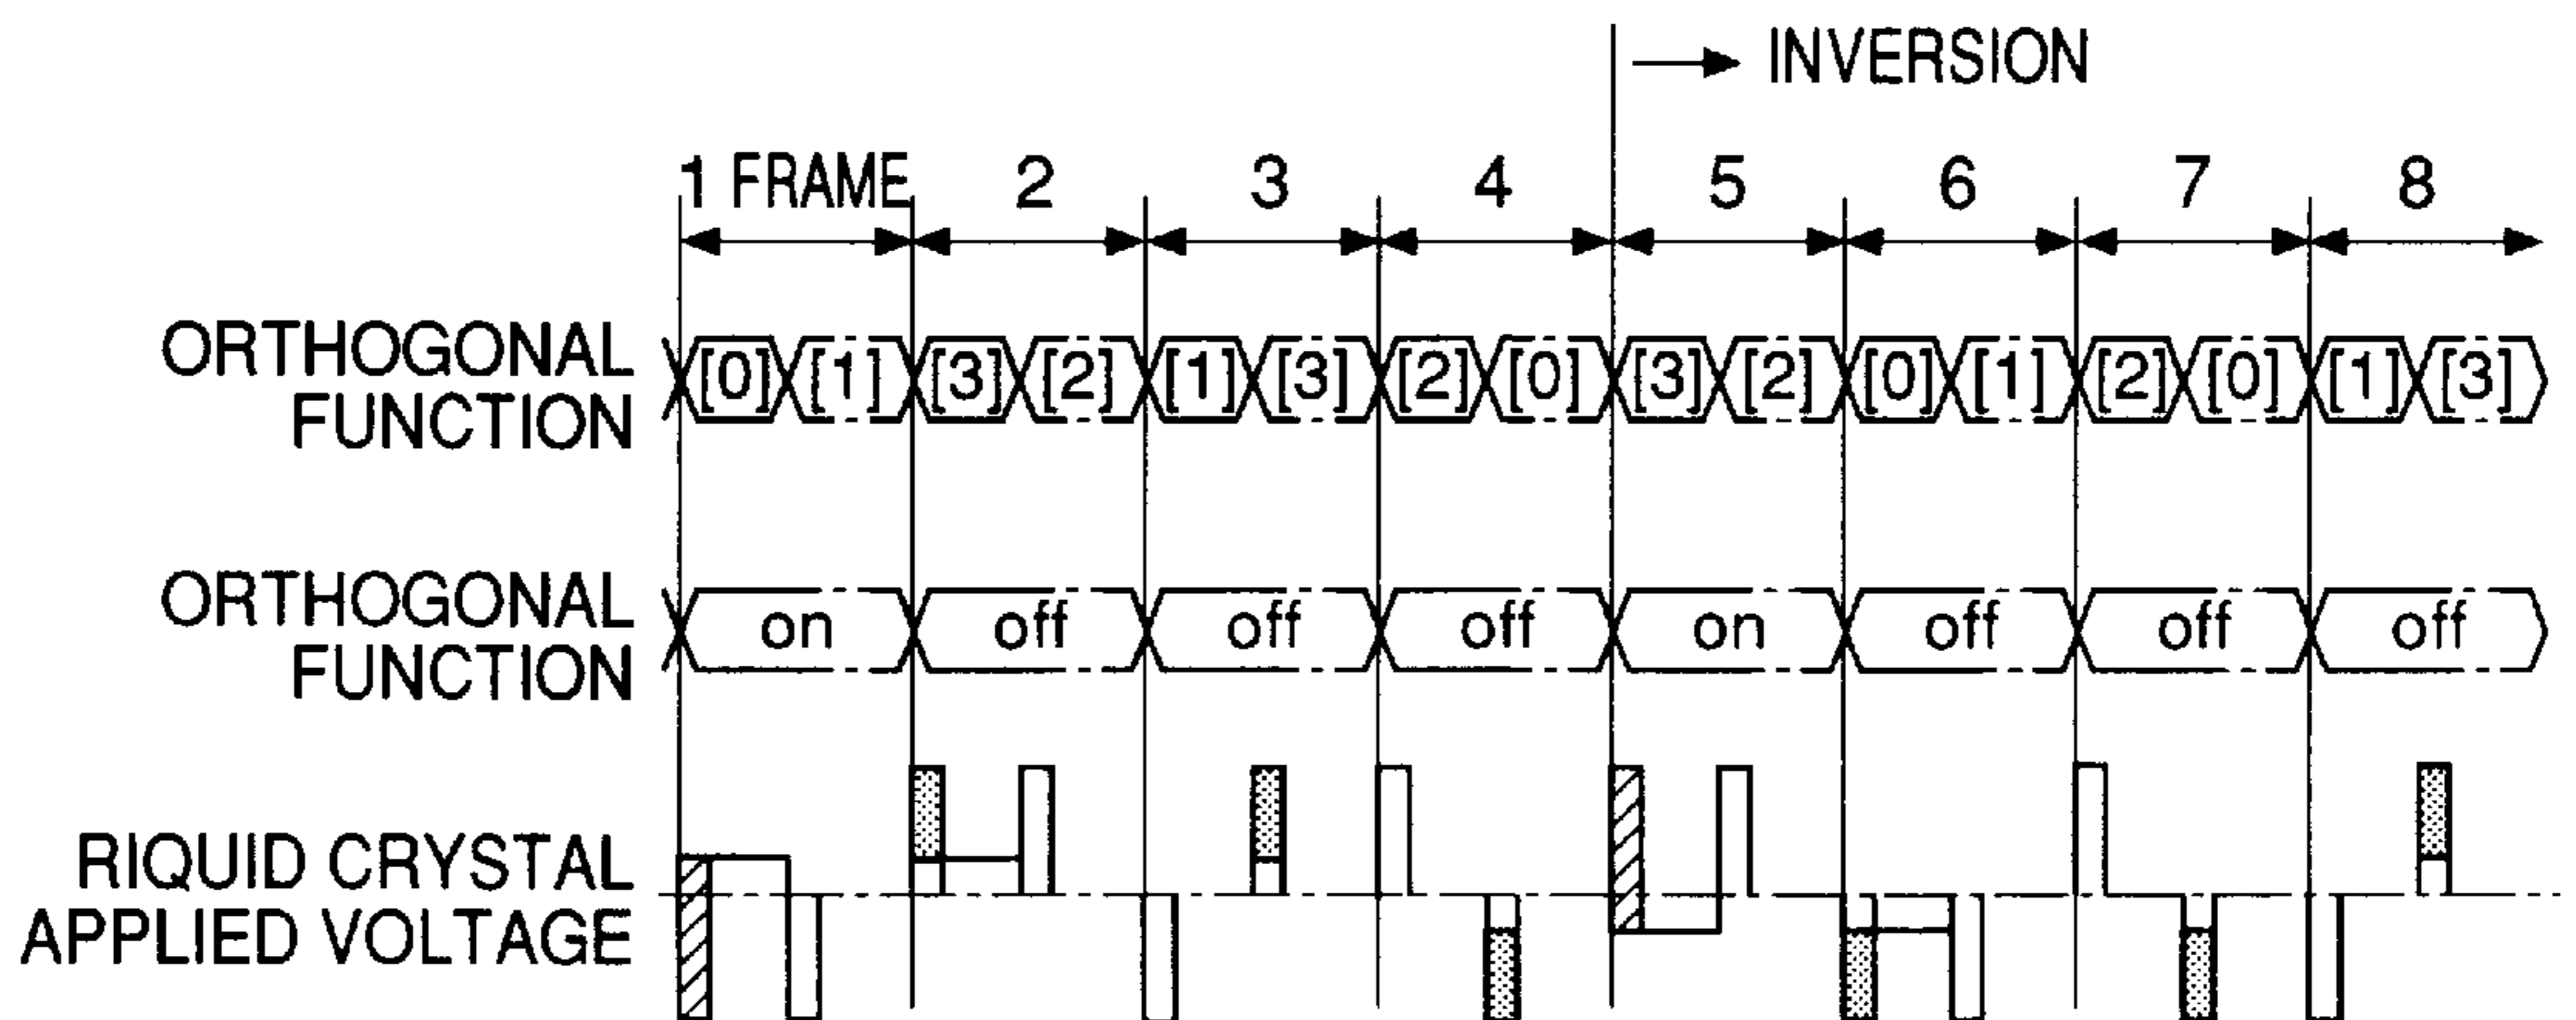 INVERSION
1 FRAME 2 3 4 5 6 7 8
ORTHOGONAL
FUNCTION
[0] [1] [3] [2] [1] [3] [2] [0] [3] [2] [0] [1] [2] [0] [1] [3]
ORTHOGONAL
FUNCTION
on off off off on off off off
RIQUID CRYSTAL
APPLIED VOLTAGE